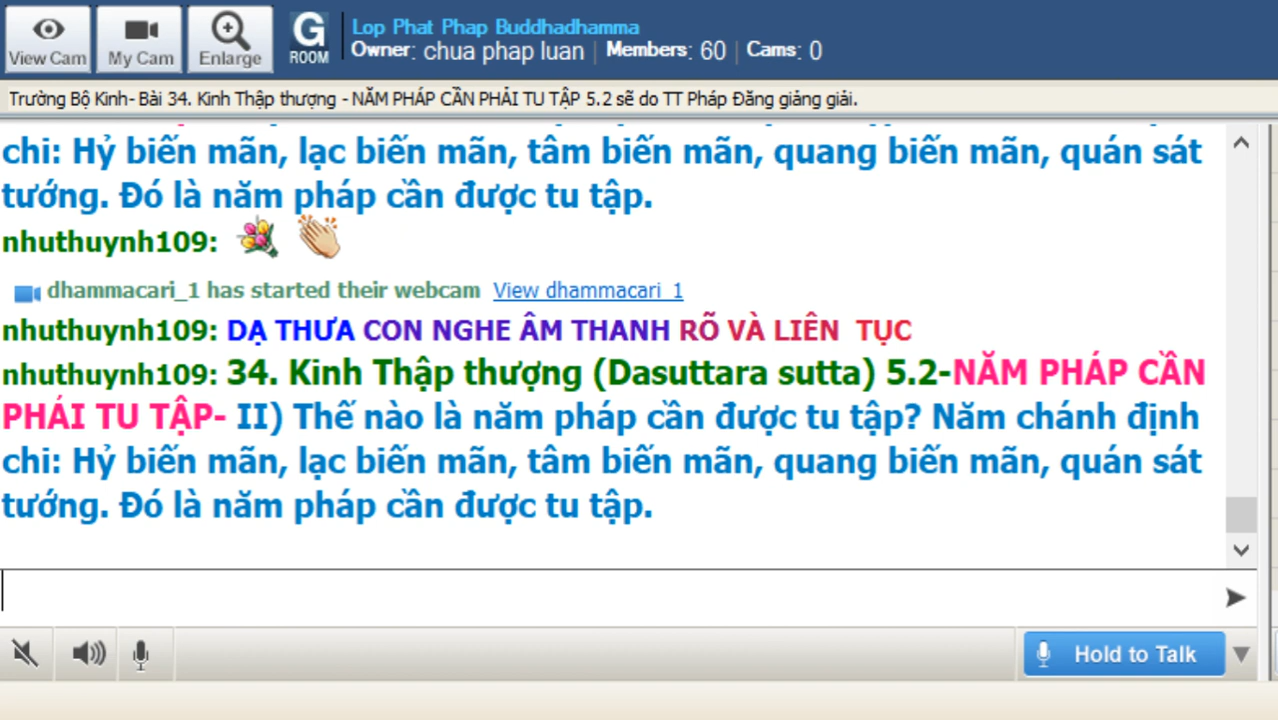 View Cam
My Cam
Enlarge
G
ROOM
Lop Phat Phap Buddhadhamma
Owner: chua phap luan | Members: 60 | Cams: 0
Trường Bộ Kinh- Bài 34. Kinh Thập thượng - NĂM PHÁP CẦN PHẢI TU TẬP 5.2 sẽ do TT Pháp Đăng giảng giải.
chi: Hỷ biến mãn, lạc biến mãn, tâm biến mãn, quang biến mãn, quán sát
tướng. Đó là năm pháp cần được tu tập.
nhuthuynh109:
dhammacari_1 has started their webcam View dhammacari_1
nhuthuynh109: DẠ THƯA CON NGHE ÂM THANH RÕ VÀ LIÊN TỤC
nhuthuynh109: 34. Kinh Thập thượng (Dasuttara sutta) 5.2-NĂM PHÁP CẦN
PHẢI TU TẬP- II) Thế nào là năm pháp cần được tu tập? Năm chánh định
chi: Hỷ biến mãn, lạc biến mãn, tâm biến mãn, quang biến mãn, quán sát
tướng. Đó là năm pháp cần được tu tập.
Hold to Talk